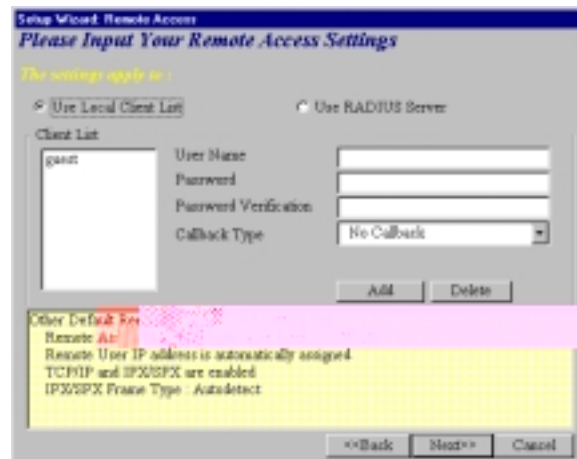 Setup Wizard: Remote Access
Please Input Your Remote Access Settings
The settings apply to :
Use Local Client List
Use RADIUS Server
Client List
guest
User Name
Password
Password Verification
Callback Type
No Callback
Add
Delete
Other Default
Remote
Remote User IP address is automatically assigned
TCP/IP and IPX/SPX are enabled
IPX/SPX Frame Type : Autodetect
<<Back
Next>>
Cancel